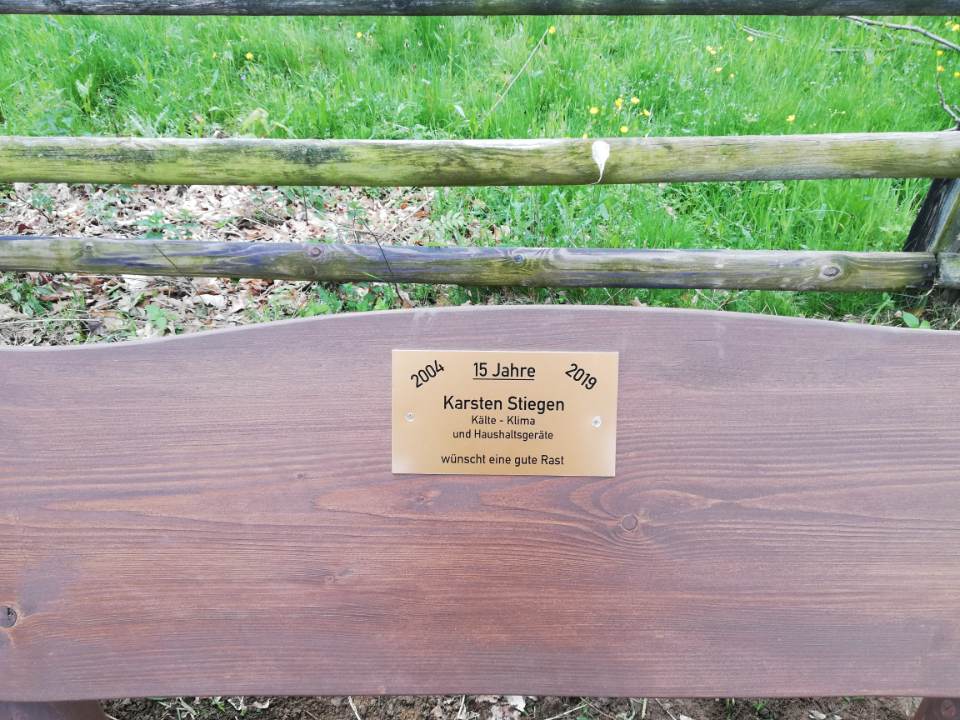 2004 15 Jahre 2019
Karsten Stiegen
Kälte - Klima
und Haushaltsgeräte
wünscht eine gute Rast